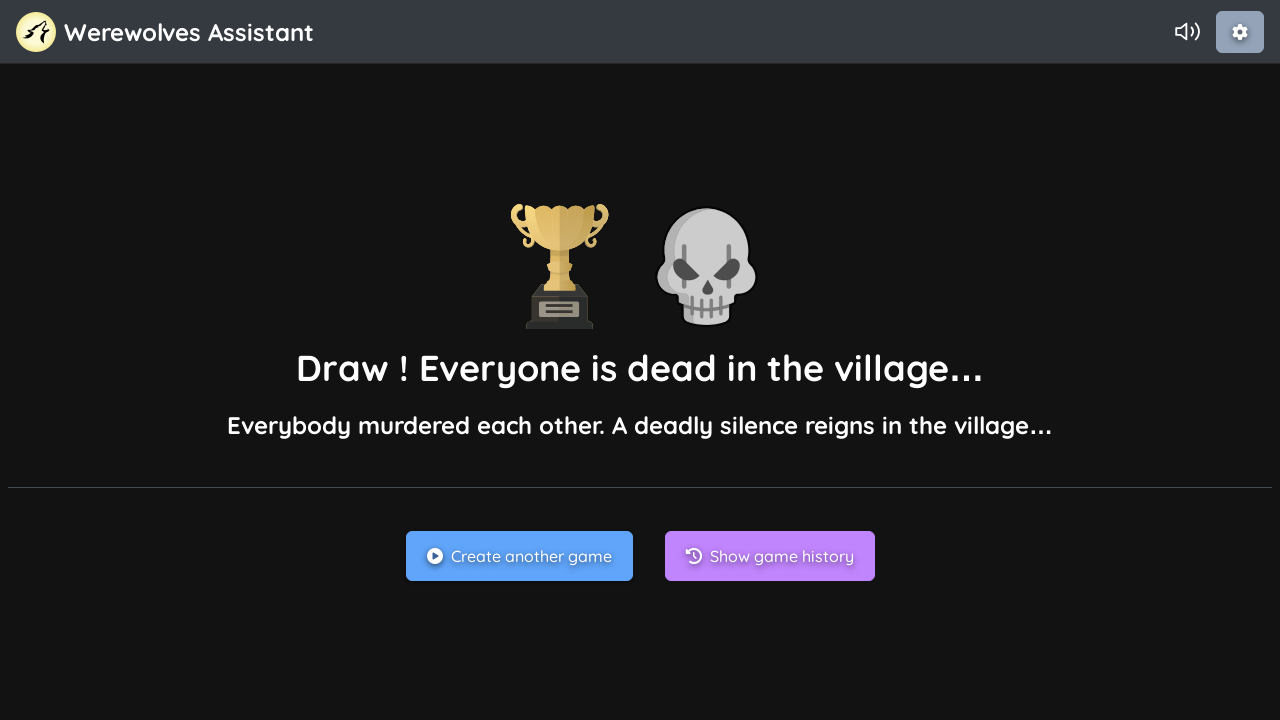 Werewolves Assistant
Draw ! Everyone is dead in the village...
Everybody murdered each other. A deadly silence reigns in the village...
Create another game
Show game history